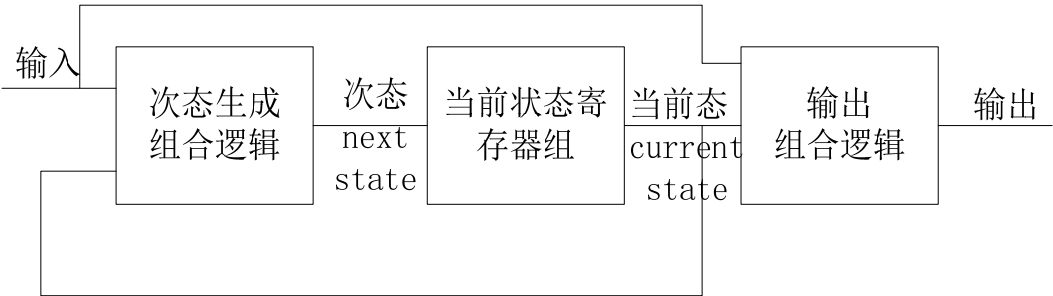 输入
次态生成
组合逻辑
次态
next
state
当前状态寄
存器组
当前态
current
state
输出
组合逻辑
输出